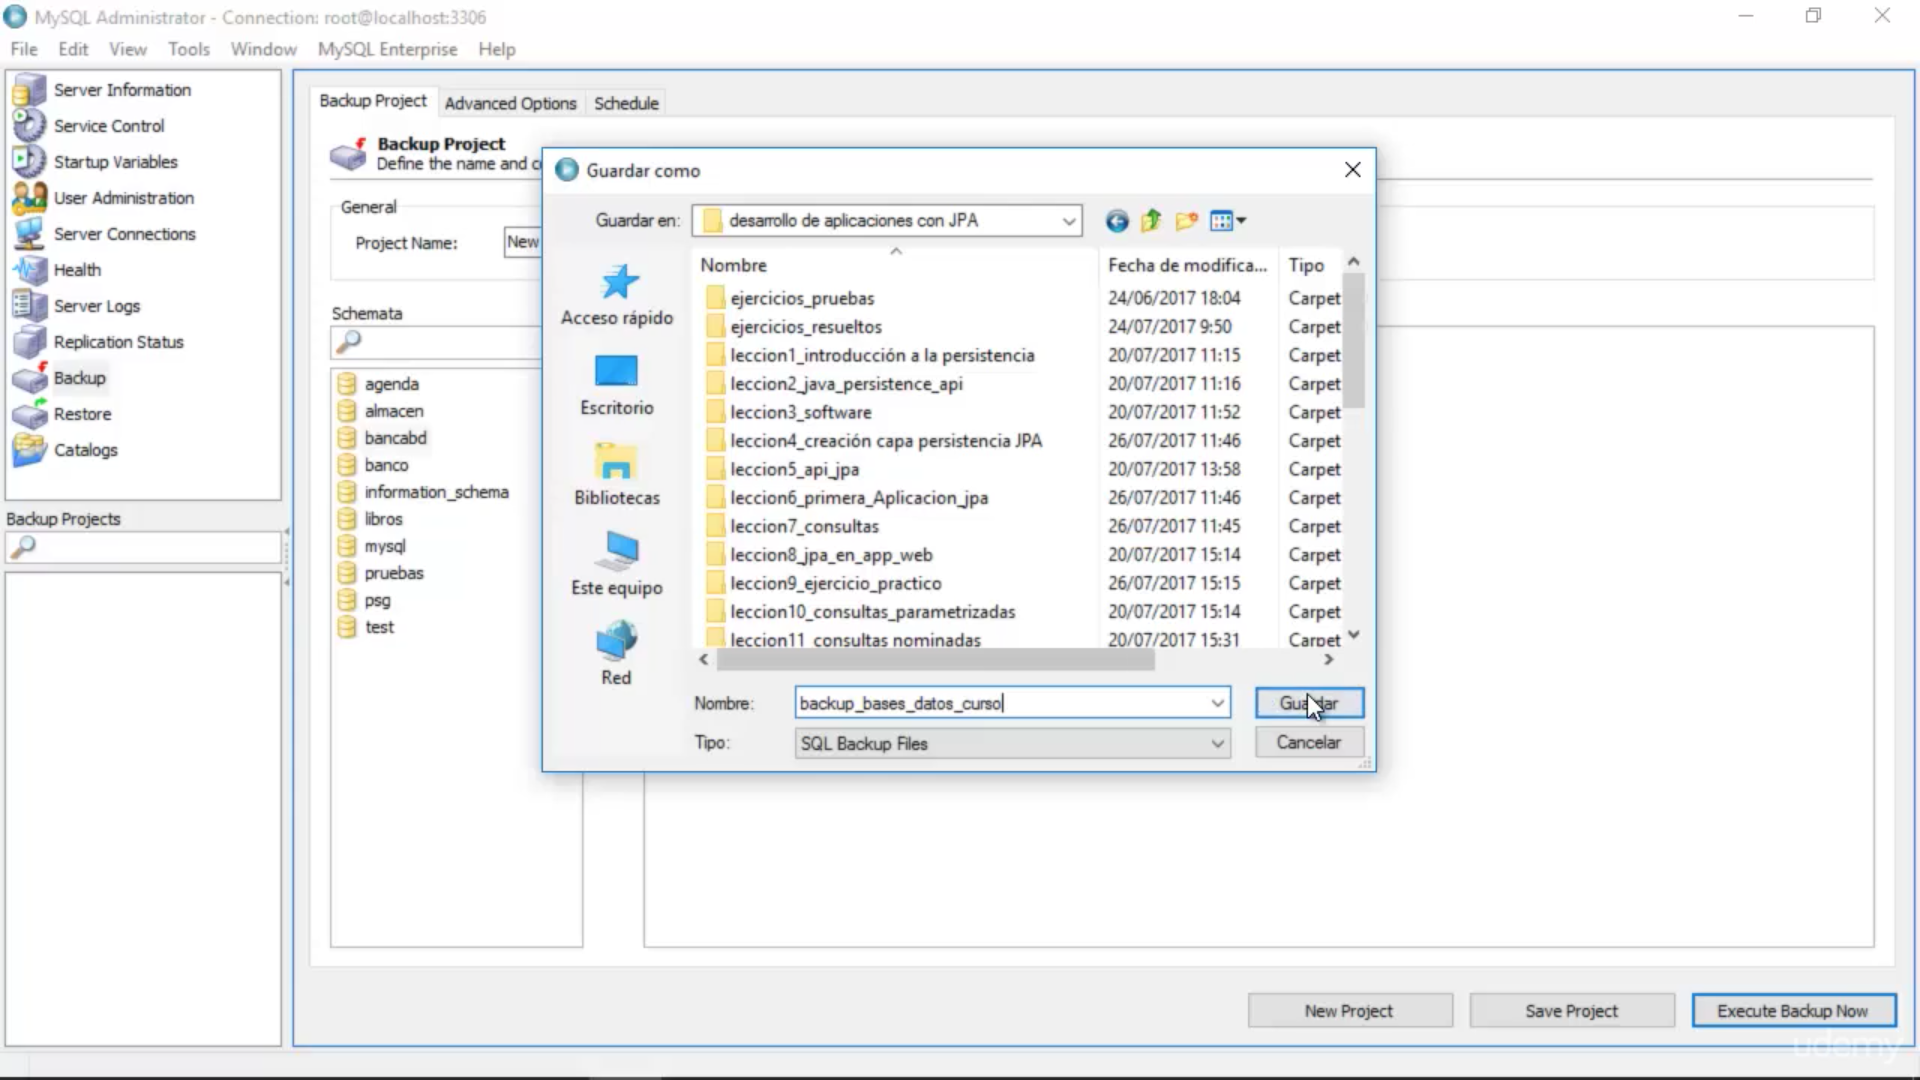 MySQL Administrator - Connection: root@localhost:3306
File Edit View Tools Window MySQL Enterprise Help
Server Information
Service Control
Startup Variables
User Administration
Server Connections
Health
Server Logs
Replication Status
Backup
Restore
Catalogs
Backup Projects
Backup Project Advanced Options Schedule
Backup Project
Define the name and
General
Project Name: New
Schemata
agenda
almacen
bancabd
banco
information_schema
libros
mysql
pruebas
psg
test
Guardar como
Guardar en: desarrollo de aplicaciones con JPA
Acceso rápido
Escritorio
Bibliotecas
Este equipo
Red
Nombre Fecha de modifica... Tipo
ejercicios_pruebas 24/06/2017 18:04 Carpet
ejercicios_resueltos 24/07/2017 9:50 Carpet
leccion1_introducción a la persistencia 20/07/2017 11:15 Carpet
leccion2_java_persistence_api 20/07/2017 11:16 Carpet
leccion3_software 20/07/2017 11:52 Carpet
leccion4_creación capa persistencia JPA 26/07/2017 11:46 Carpet
leccion5_api_jpa 20/07/2017 13:58 Carpet
leccion6_primera_Aplicacion_jpa 26/07/2017 11:46 Carpet
leccion7_consultas 26/07/2017 11:45 Carpet
leccion8_jpa_en_app_web 20/07/2017 15:14 Carpet
leccion9_ejercicio_practico 26/07/2017 15:15 Carpet
leccion10_consultas_parametrizadas 20/07/2017 15:14 Carpet
leccion11_consultas nominadas 20/07/2017 15:31 Carpet
Nombre: backup_bases_datos_curso Guardar
Tipo: SQL Backup Files Cancelar
New Project Save Project Execute Backup Now
udemy